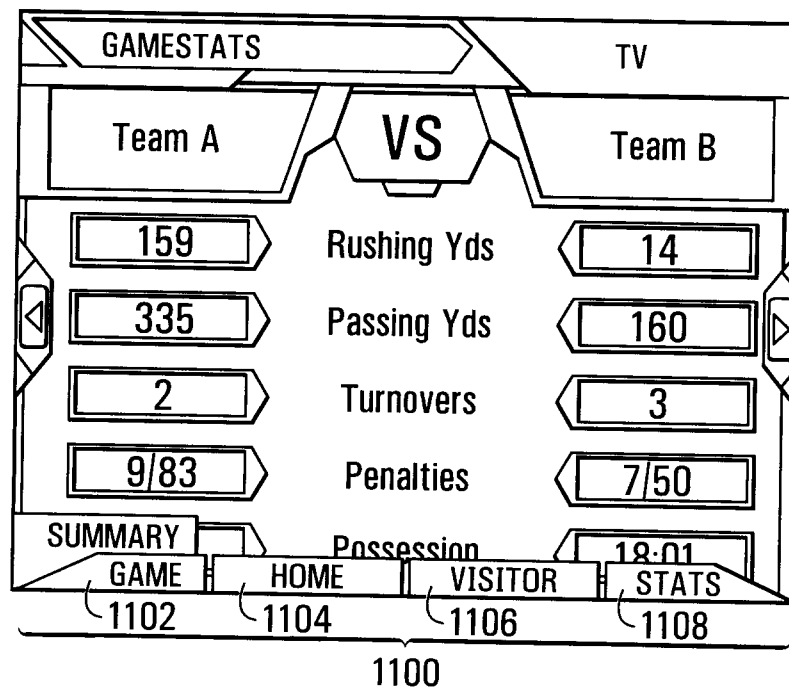 GAMESTATS TV
Team A VS Team B
159 Rushing Yds 14
335 Passing Yds 160
2 Turnovers 3
9/83 Penalties 7/50
SUMMARY Possession 18:01
GAME HOME VISITOR STATS
1102 1104 1106 1108
1100